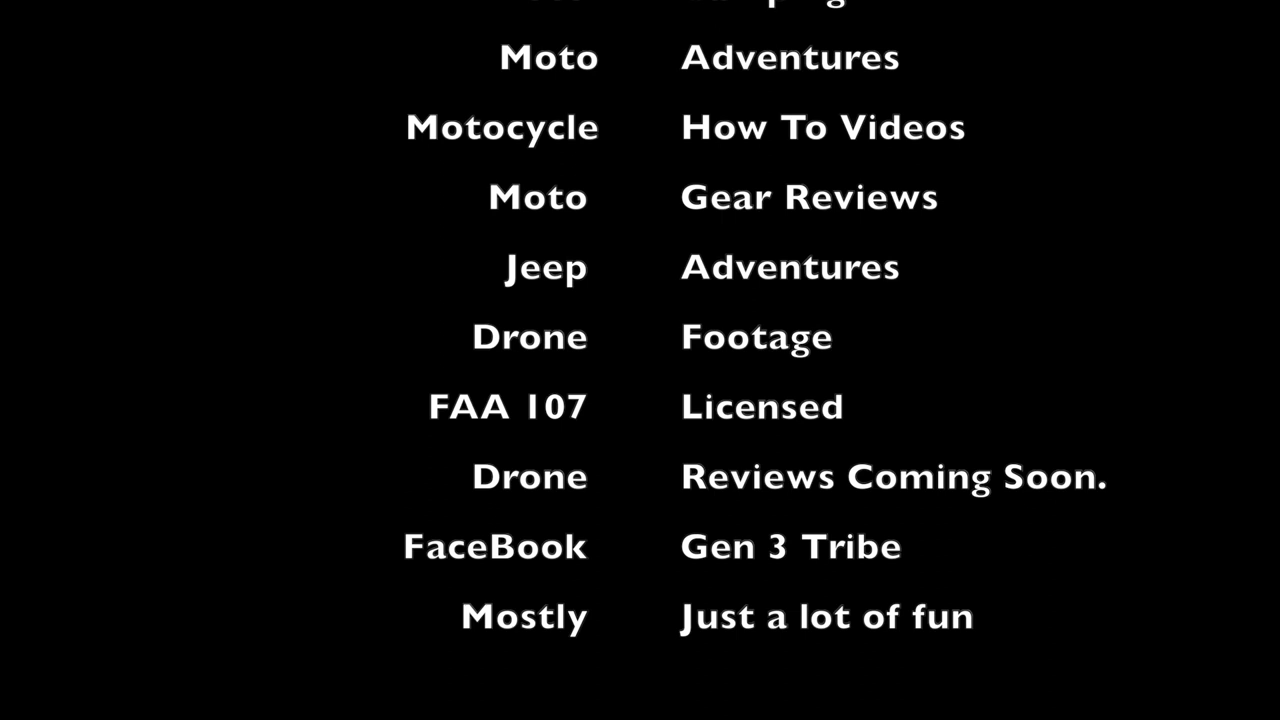 Moto Adventures
Motocycle How To Videos
Moto Gear Reviews
Jeep Adventures
Drone Footage
FAA 107 Licensed
Drone Reviews Coming Soon.
FaceBook Gen 3 Tribe
Mostly Just a lot of fun